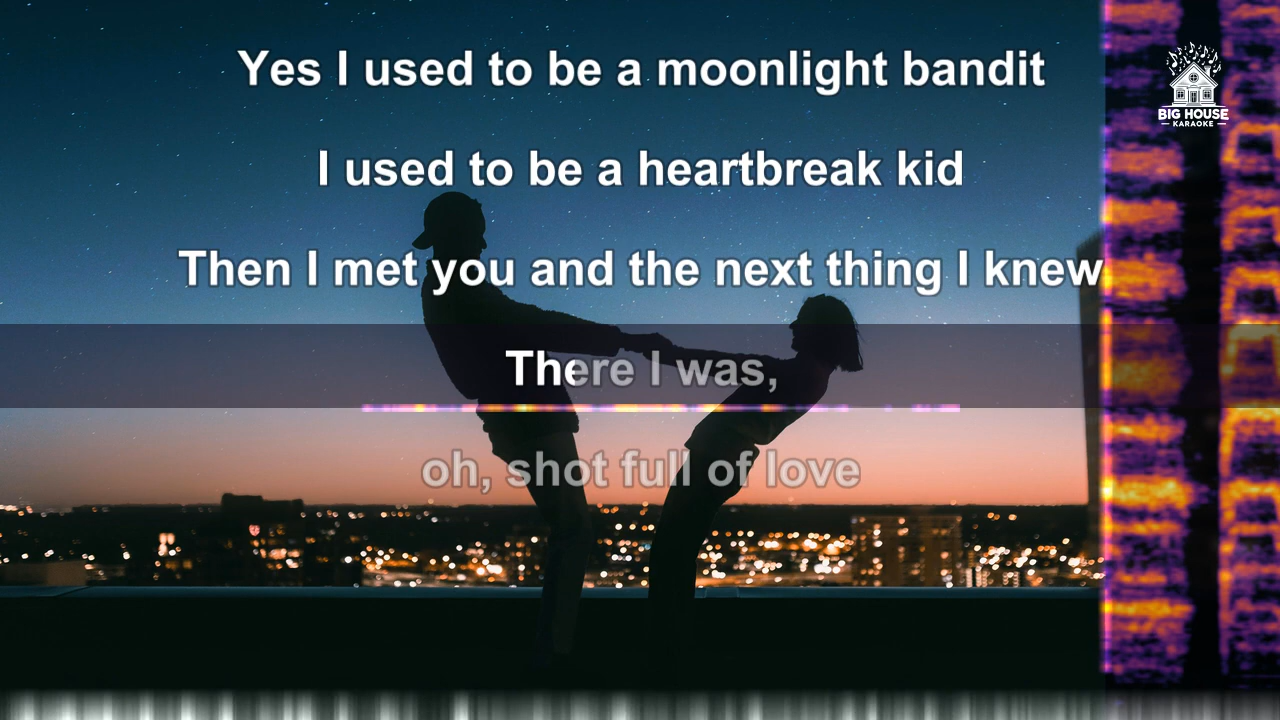 Yes I used to be a moonlight bandit
I used to be a heartbreak kid
Then I met you and the next thing I knew
There I was,
oh, shot full of love
BIG HOUSE
KARAOKE